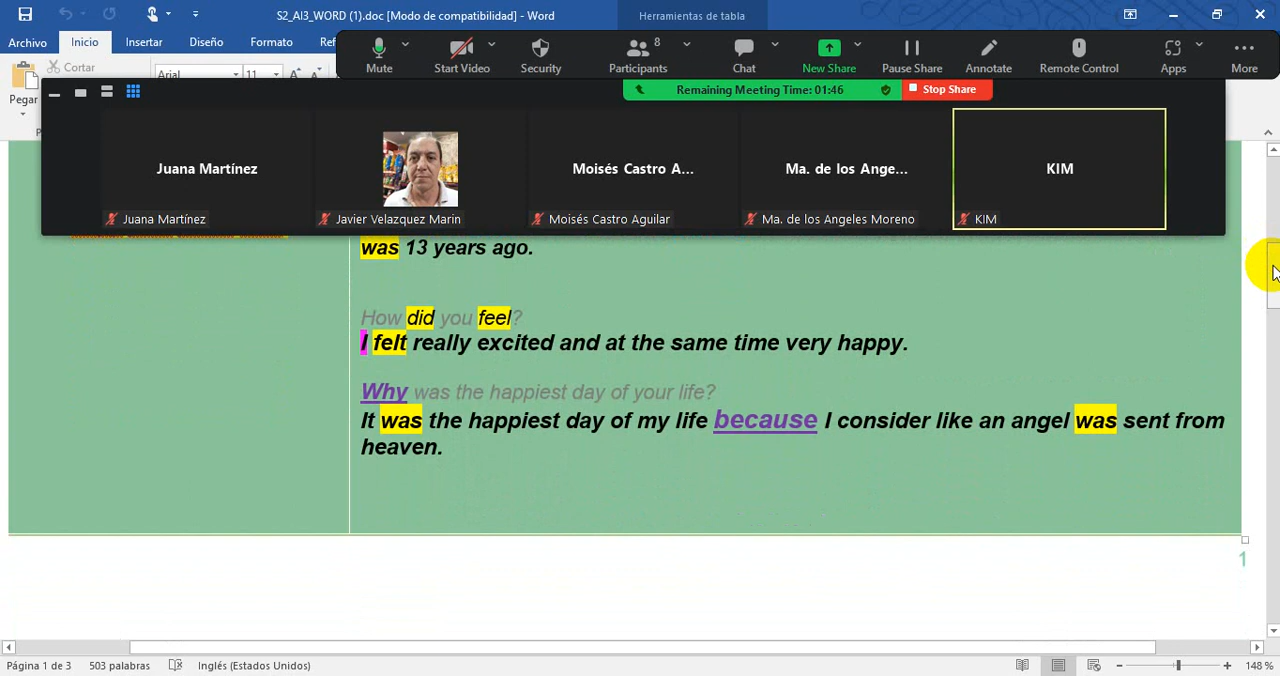 S2_AI3_WORD (1).doc [Modo de compatibilidad] - Word
Herramientas de tabla
Archivo Inicio Insertar Diseño Formato Ref
Cortar
Pegar
Arial 11
Mute Start Video Security Participants 8 Chat New Share Pause Share Annotate Remote Control Apps More
Remaining Meeting Time: 01:46 Stop Share
Juana Martínez Moisés Castro A... Ma. de los Ange... KIM
Juana Martínez Javier Velazquez Marin Moisés Castro Aguilar Ma. de los Angeles Moreno KIM
was 13 years ago.
How did you feel?
I felt really excited and at the same time very happy.
Why was the happiest day of your life?
It was the happiest day of my life because I consider like an angel was sent from
heaven.
1
Página 1 de 3 503 palabras Inglés (Estados Unidos) 148 %